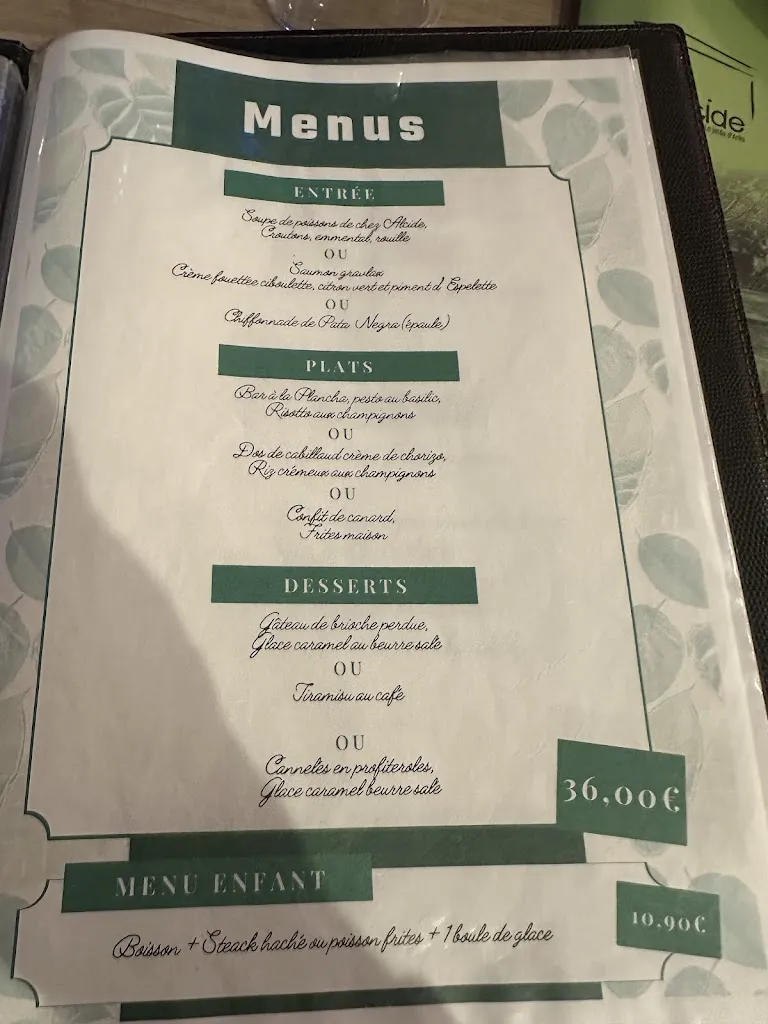 Menus
ENTRÉE
Soupe de poissons de chez Alcide,
Croutons, emmental, rouille
OU
Saumon gravlax
Crème fouettée ciboulette, citron vert et piment d'Espelette
OU
Chiffonnade de Pata Negra (épaule)
PLATS
Bar à la Plancha, pesto au basilic,
Risotto aux champignons
OU
Dos de cabillaud crème de chorizo,
Riz crémeux aux champignons
OU
Confit de canard,
Frites maison
DESSERTS
Gâteau de brioche perdue,
Glace caramel au beurre salé
OU
Tiramisu au café
OU
Cannelés en profiteroles,
Glace caramel beurre salé
36,00€
MENU ENFANT
10,90€
Boisson + Steack haché ou poisson frites + 1 boule de glace
cide